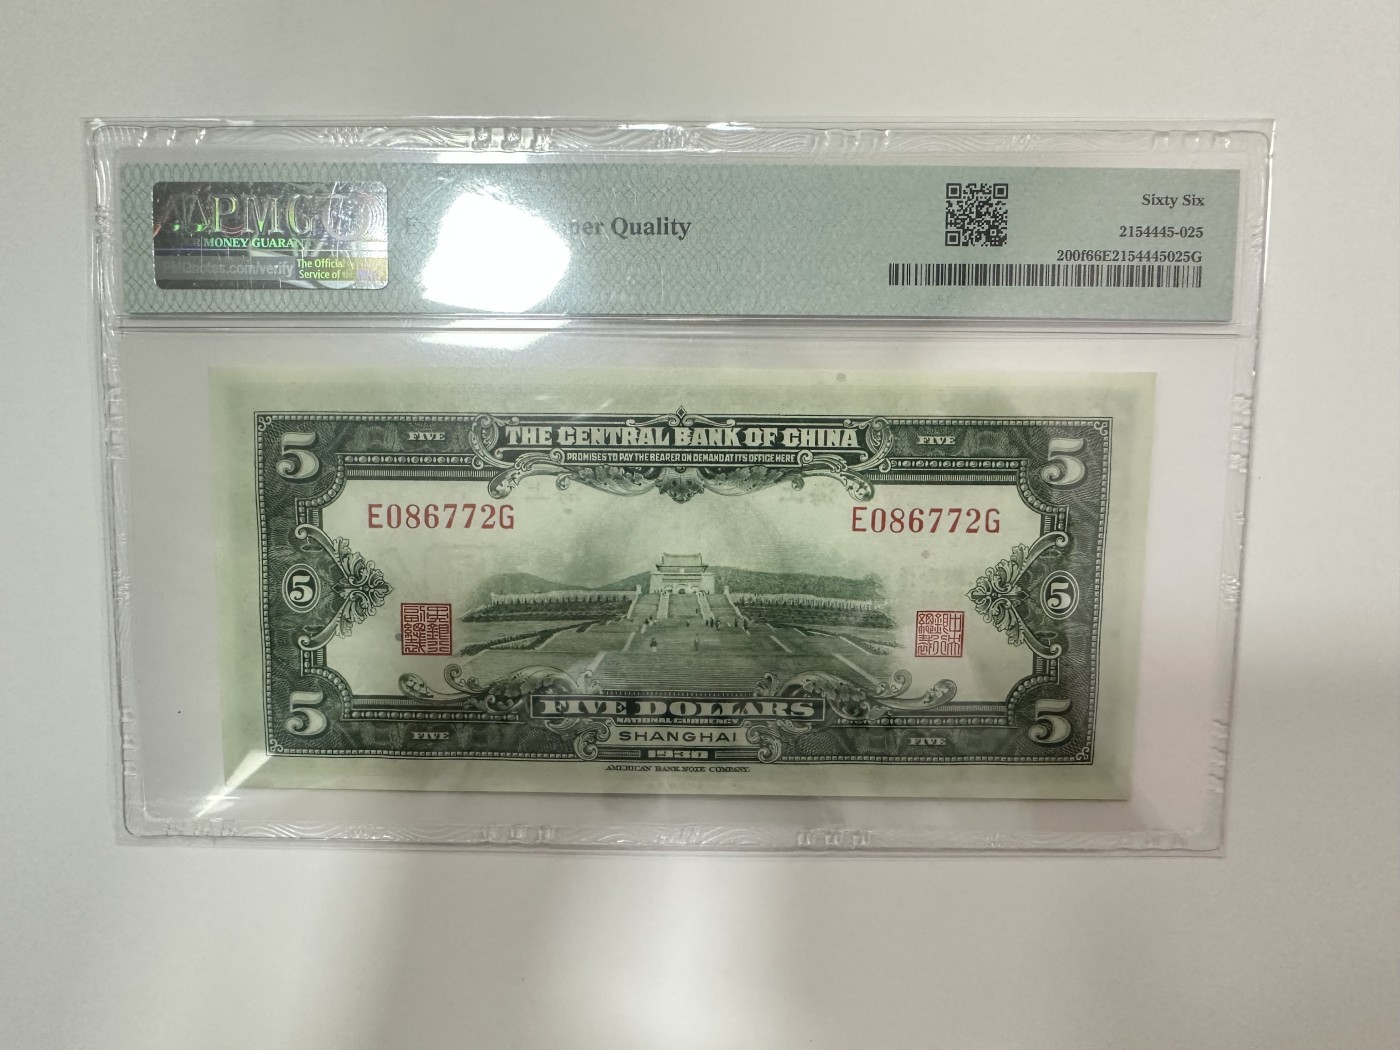 PMG
MONEY GUARAN
PMGnotes.com/verify
The Official
Service of the
Quality
Sixty Six
2154445-025
200f66E2154445025G
5 FIVE THE CENTRAL BANK OF CHINA FIVE 5
PROMISES TO PAY THE BEARER ON DEMAND AT ITS OFFICE HERE
E086772G E086772G
5 5
5 FIVE DOLLARS 5
NATIONAL CURRENCY
FIVE SHANGHAI FIVE
1930
AMERICAN BANK NOTE COMPANY.